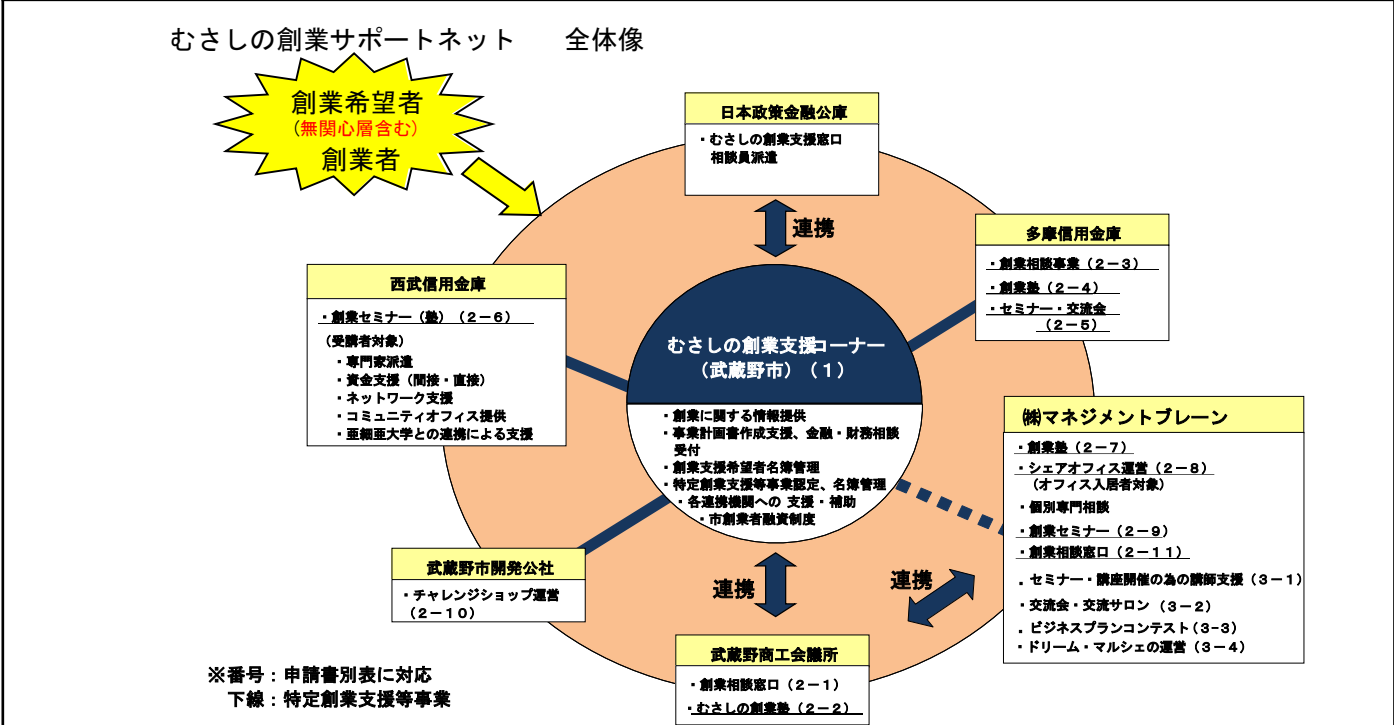 むさしの創業サポートネット　　全体像
創業希望者
(無関心層含む)
創業者
日本政策金融公庫
・むさしの創業支援窓口
相談員派遣
連携
多摩信用金庫
・創業相談事業（２－３）
・創業塾（２－４）
・セミナー・交流会
（２－５）
西武信用金庫
・創業セミナー（塾）（２－６）
（受講者対象）
・専門家派遣
・資金支援（間接・直接）
・ネットワーク支援
・コミュニティオフィス提供
・亜細亜大学との連携による支援
むさしの創業支援コーナー
（武蔵野市）（１）
・創業に関する情報提供
・事業計画書作成支援、金融・財務相談
受付
・創業支援希望者名簿管理
・特定創業支援等事業認定、名簿管理
・各連携機関への 支援・補助
・市創業者融資制度
㈱マネジメントブレーン
・創業塾（２－７）
・シェアオフィス運営（２－８）
（オフィス入居者対象）
・個別専門相談
・創業セミナー（２－９）
・創業相談窓口（２－１１）
．セミナー・講座開催の為の講師支援（３－１）
・交流会・交流サロン（３－２）
．ビジネスプランコンテスト（３-３）
・ドリーム・マルシェの運営（３－４）
武蔵野市開発公社
・チャレンジショップ運営
（２－１０）
連携
連携
武蔵野商工会議所
・創業相談窓口（２－１）
・むさしの創業塾（２－２）
※番号：申請書別表に対応
下線：特定創業支援等事業